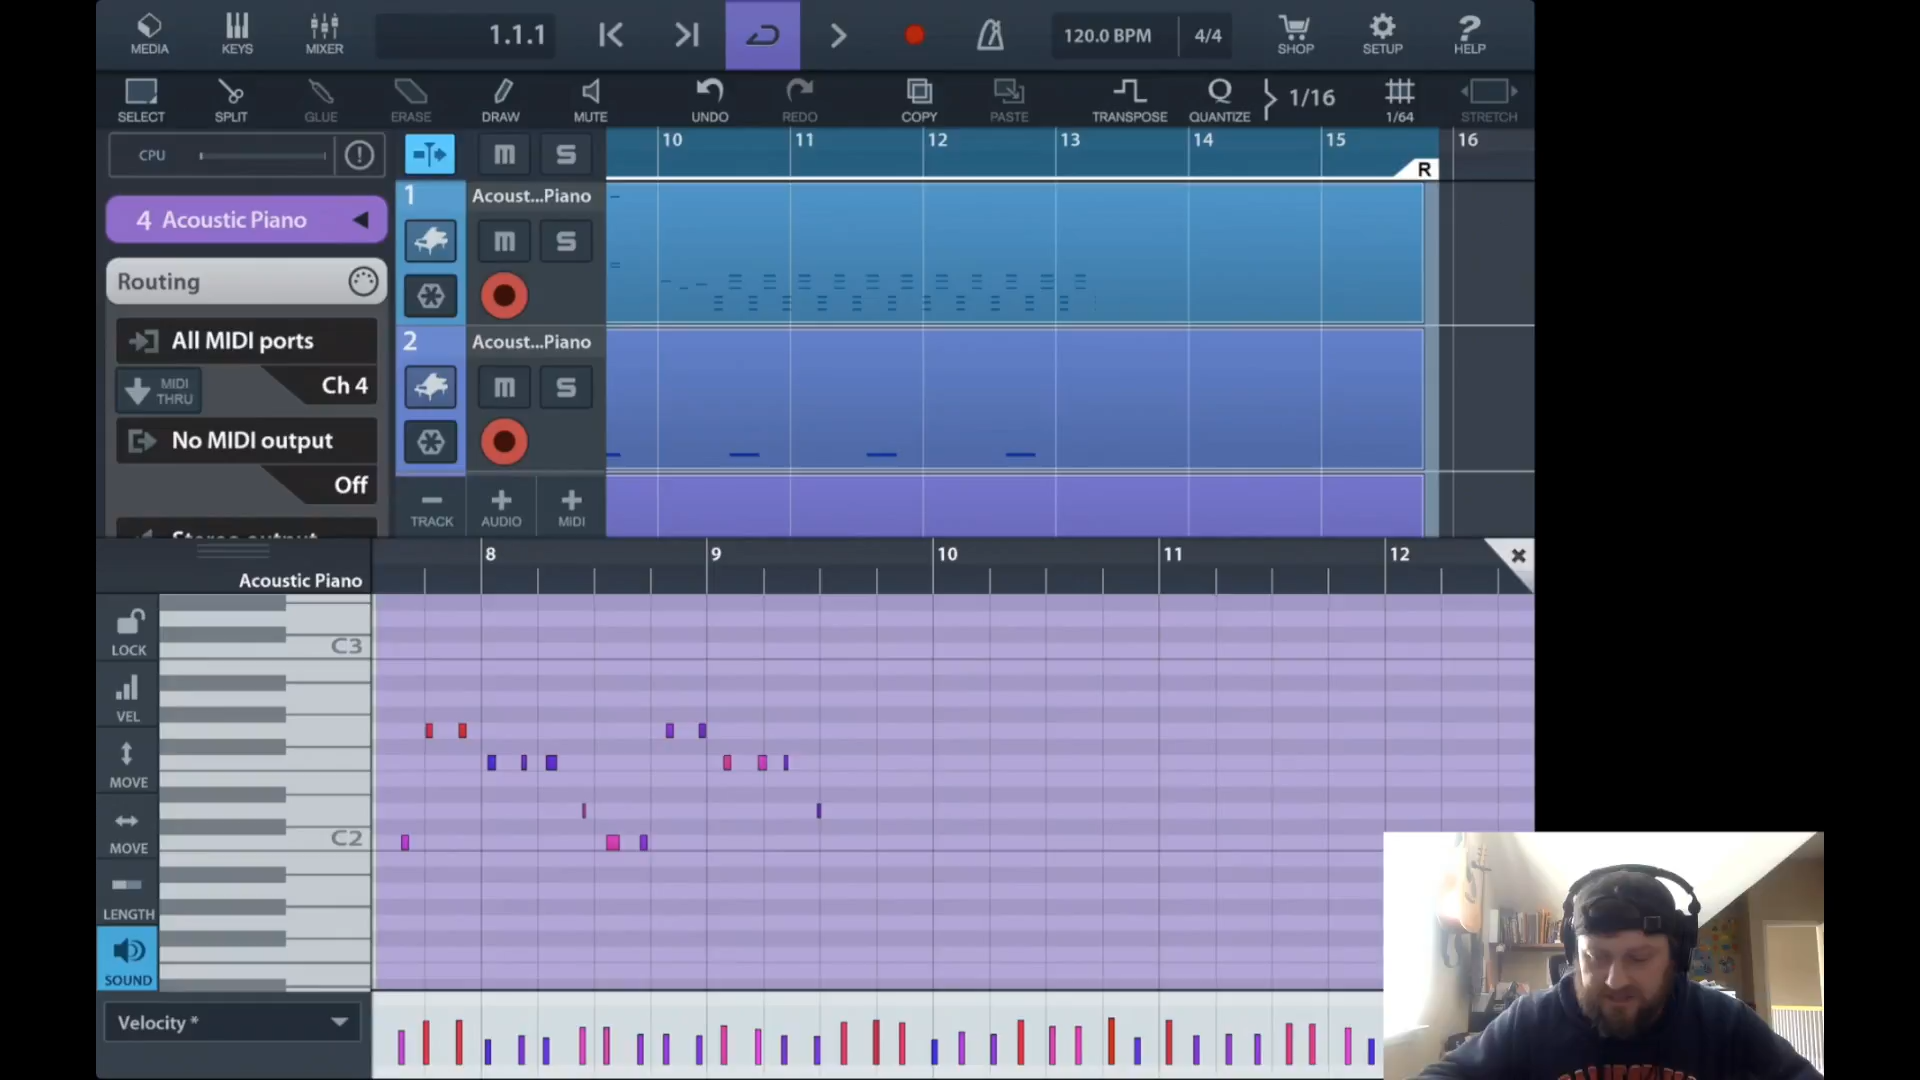 MEDIA
KEYS
MIXER
1.1.1
120.0 BPM
4/4
SHOP
SETUP
? HELP
SELECT
SPLIT
GLUE
ERASE
DRAW
MUTE
UNDO
REDO
COPY
PASTE
TRANSPOSE
Q QUANTIZE
1/16
1/64
STRETCH
CPU
m S
10 11 12 13 14 15 16
R
4 Acoustic Piano
1 Acoust...Piano
m S
Routing
All MIDI ports
MIDI THRU
Ch 4
2 Acoust...Piano
m S
No MIDI output
Off
TRACK
AUDIO
MIDI
8 9 10 11 12
Acoustic Piano
LOCK
C3
VEL
MOVE
C2
MOVE
LENGTH
SOUND
Velocity *